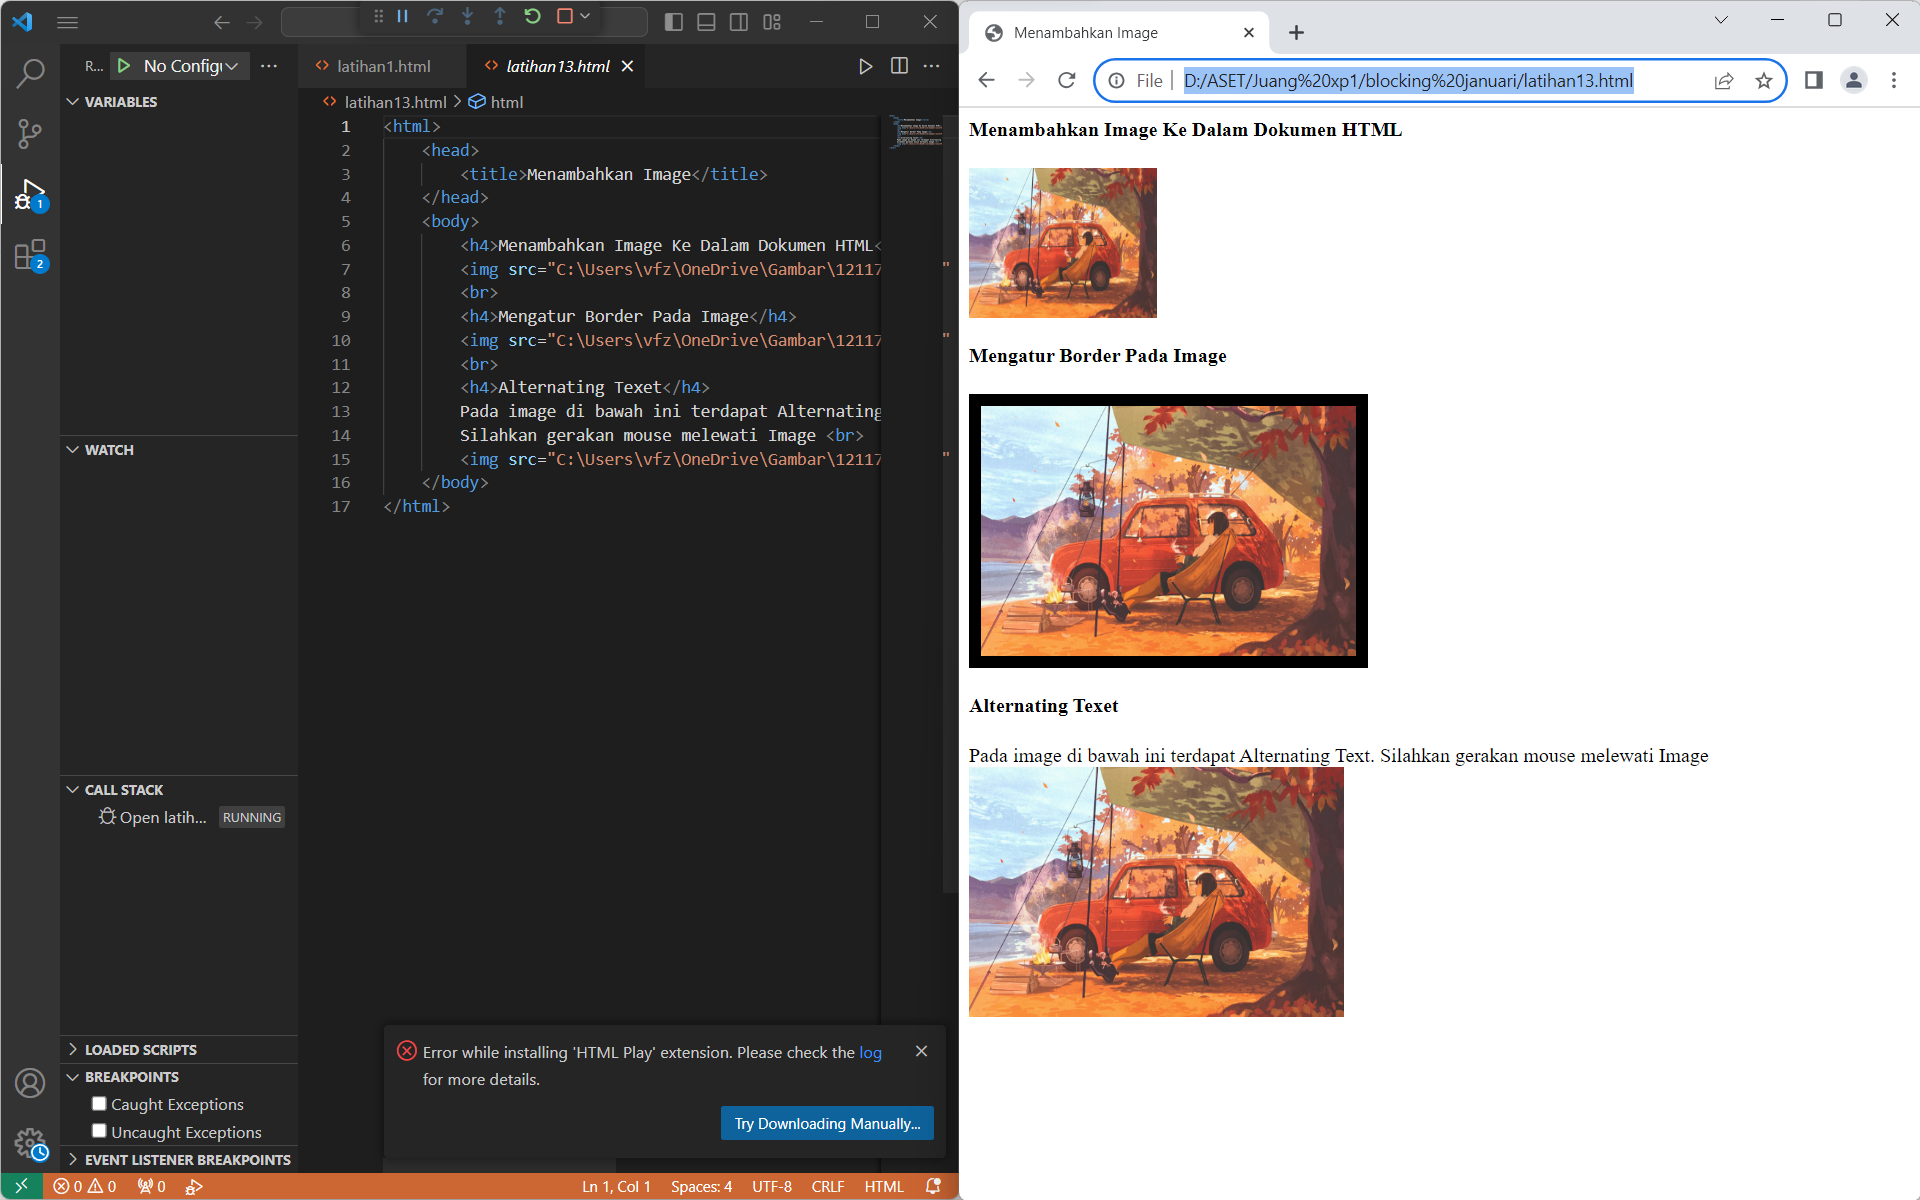 R...
No Config
latihan1.html
latihan13.html
VARIABLES
latihan13.html > html
1 <html>
2 <head>
3 <title>Menambahkan Image</title>
4 </head>
5 <body>
6 <h4>Menambahkan Image Ke Dalam Dokumen HTML<
7 <img src="C:\Users\vfz\OneDrive\Gambar\12117 "
8 <br>
9 <h4>Mengatur Border Pada Image</h4>
10 <img src="C:\Users\vfz\OneDrive\Gambar\12117 "
11 <br>
12 <h4>Alternating Texet</h4>
13 Pada image di bawah ini terdapat Alternating
14 Silahkan gerakan mouse melewati Image <br>
15 <img src="C:\Users\vfz\OneDrive\Gambar\12117 "
16 </body>
17 </html>
1
2
WATCH
CALL STACK
Open latih...
RUNNING
LOADED SCRIPTS
BREAKPOINTS
Caught Exceptions
Uncaught Exceptions
EVENT LISTENER BREAKPOINTS
Error while installing 'HTML Play' extension. Please check the log
for more details.
Try Downloading Manually...
0 0 0
Ln 1, Col 1
Spaces: 4
UTF-8
CRLF
HTML
Menambahkan Image
File
D:/ASET/Juang%20xp1/blocking%20januari/latihan13.html
Menambahkan Image Ke Dalam Dokumen HTML
Mengatur Border Pada Image
Alternating Texet
Pada image di bawah ini terdapat Alternating Text. Silahkan gerakan mouse melewati Image